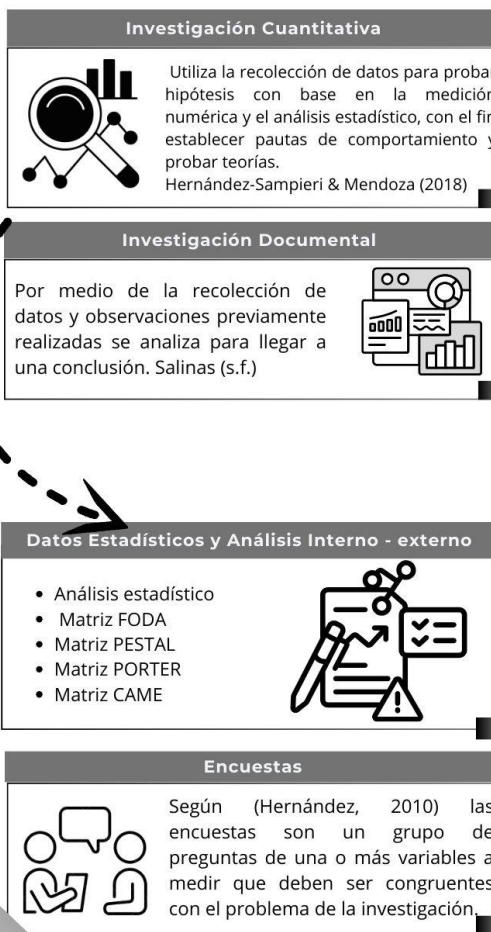 Investigación Cuantitativa
Utiliza la recolección de datos para probar
hipótesis con base en la medición
numérica y el análisis estadístico, con el fin
establecer pautas de comportamiento y
probar teorías.
Hernández-Sampieri & Mendoza (2018)
Investigación Documental
Por medio de la recolección de
datos y observaciones previamente
realizadas se analiza para llegar a
una conclusión. Salinas (s.f.)
Datos Estadísticos y Análisis Interno - externo
• Análisis estadístico
• Matriz FODA
• Matriz PESTAL
• Matriz PORTER
• Matriz CAME
Encuestas
Según (Hernández, 2010) las
encuestas son un grupo de
preguntas de una o más variables a
medir que deben ser congruentes
con el problema de la investigación.